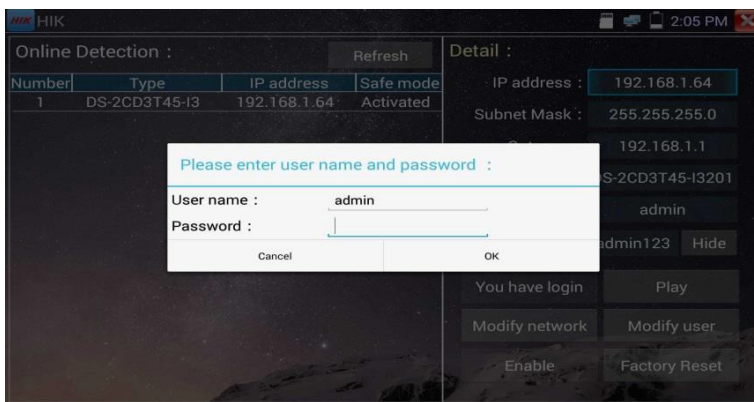 HIK HIK 2:05 PM
Online Detection : Refresh
Number Type IP address Safe mode
1 DS-2CD3T45-I3 192.168.1.64 Activated
Detail :
IP address : 192.168.1.64
Subnet Mask : 255.255.255.0
192.168.1.1
S-2CD3T45-I3201
admin
admin123 Hide
You have login Play
Modify network Modify user
Enable Factory Reset
Please enter user name and password :
User name : admin
Password :
Cancel OK